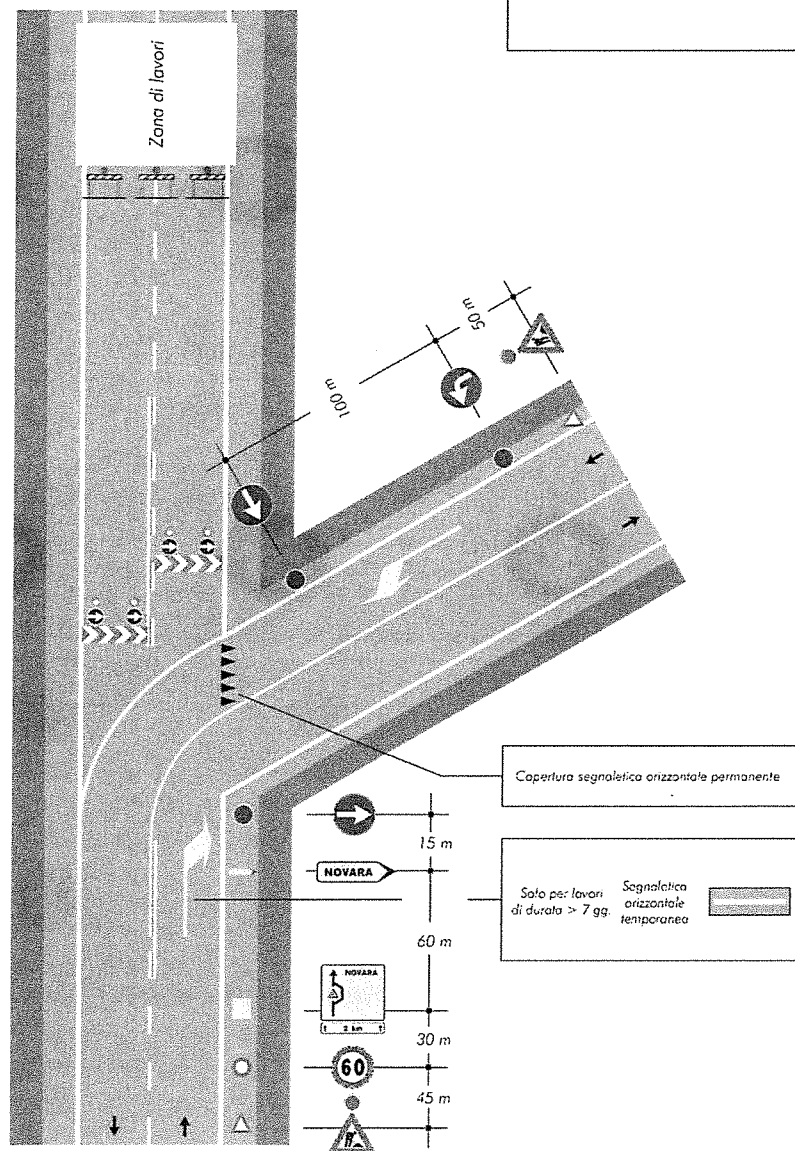 Zona di lavori
50 m
100 m
Copertura segnaletica orizzontale permanente
15 m
NOVARA
Solo per lavori
di durata > 7 gg.
Segnaletica
orizzontale
temporanea
60 m
NOVARA
2 km
30 m
60
45 m